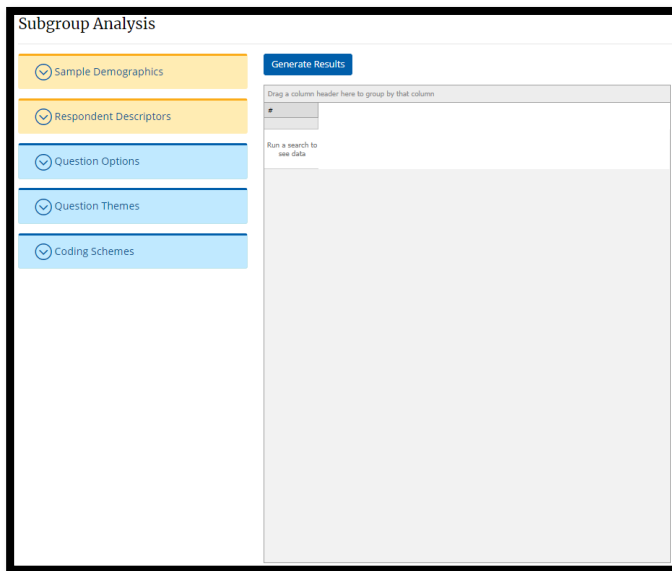 Subgroup Analysis
Sample Demographics
Respondent Descriptors
Question Options
Question Themes
Coding Schemes
Generate Results
Drag a column header here to group by that column
#
Run a search to
see data